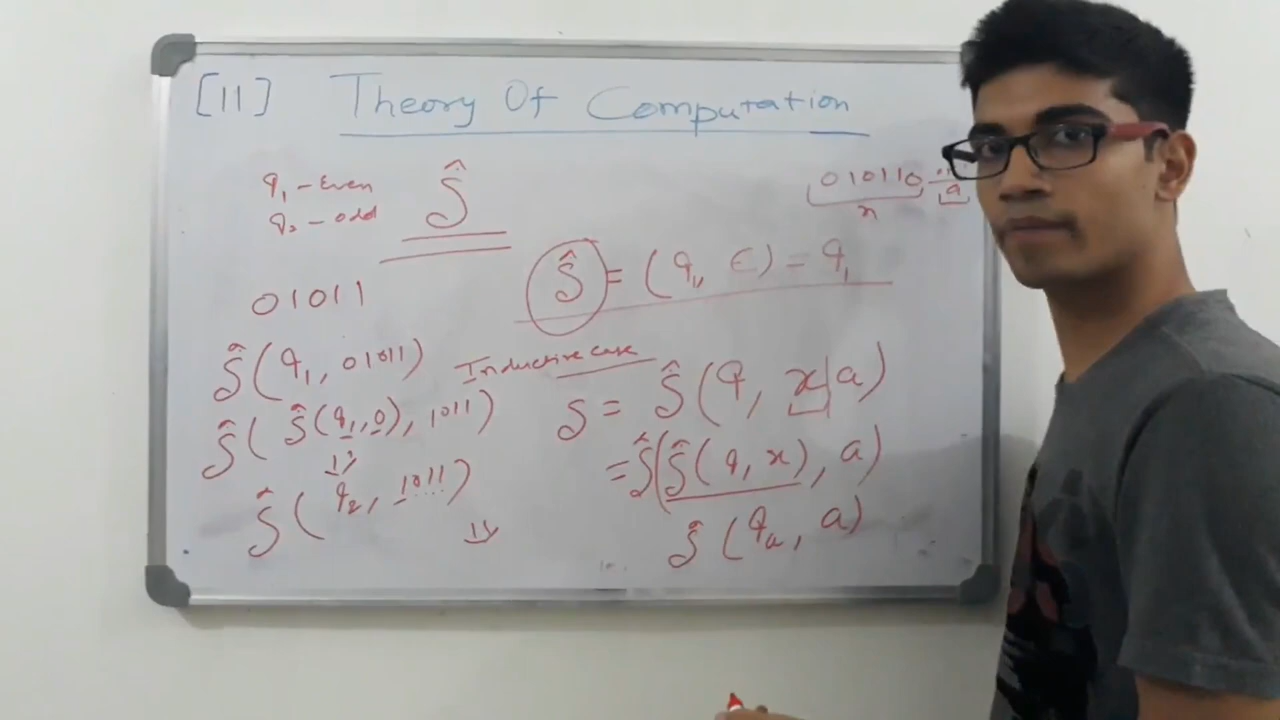 [11] Theory Of Computation
q₁ - Even
q₂ - odd
δ̂
010110
x
a
δ̂ = (q₁, ∈) = q₁
01011
δ̂(q₁, 01011)
Inductive case
δ = δ̂(q, x|a)
δ̂( δ̂(q₁, 0), 1011)
= δ̂(δ̂(q, x), a)
δ̂( q₂, 1011)
δ̂(qₐ, a)